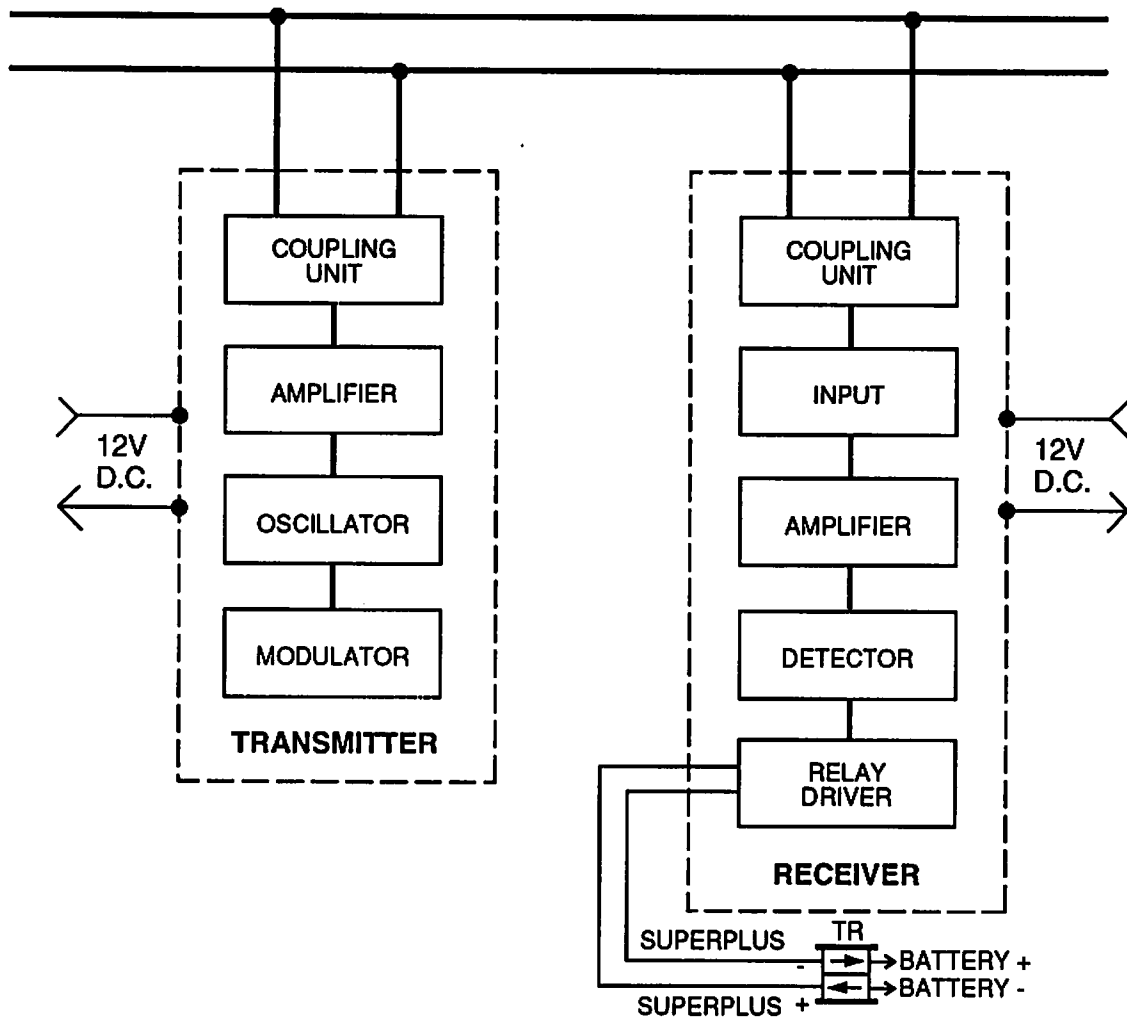 COUPLING
UNIT
AMPLIFIER
OSCILLATOR
MODULATOR
TRANSMITTER
12V
D.C.
COUPLING
UNIT
INPUT
AMPLIFIER
DETECTOR
RELAY
DRIVER
RECEIVER
12V
D.C.
TR
SUPERPLUS - BATTERY +
SUPERPLUS + BATTERY -